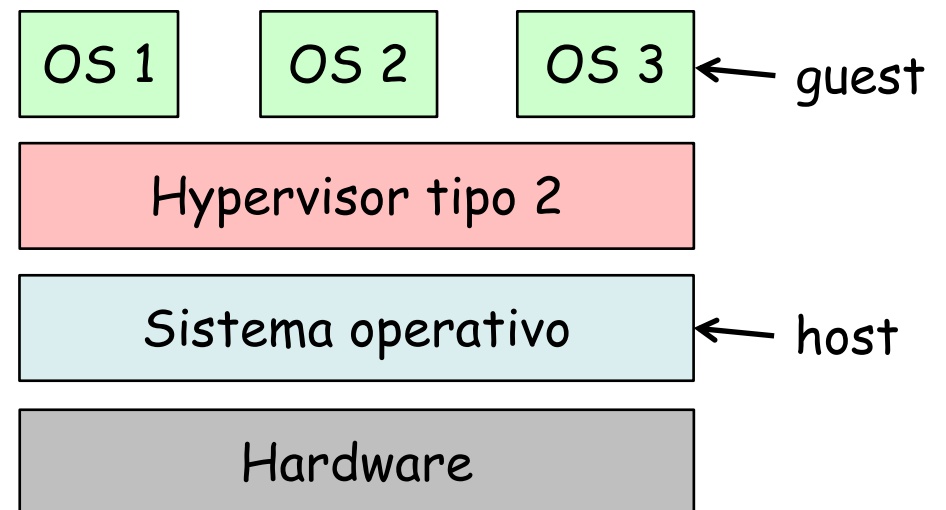 OS 1
OS 2
OS 3
guest
Hypervisor tipo 2
Sistema operativo
host
Hardware